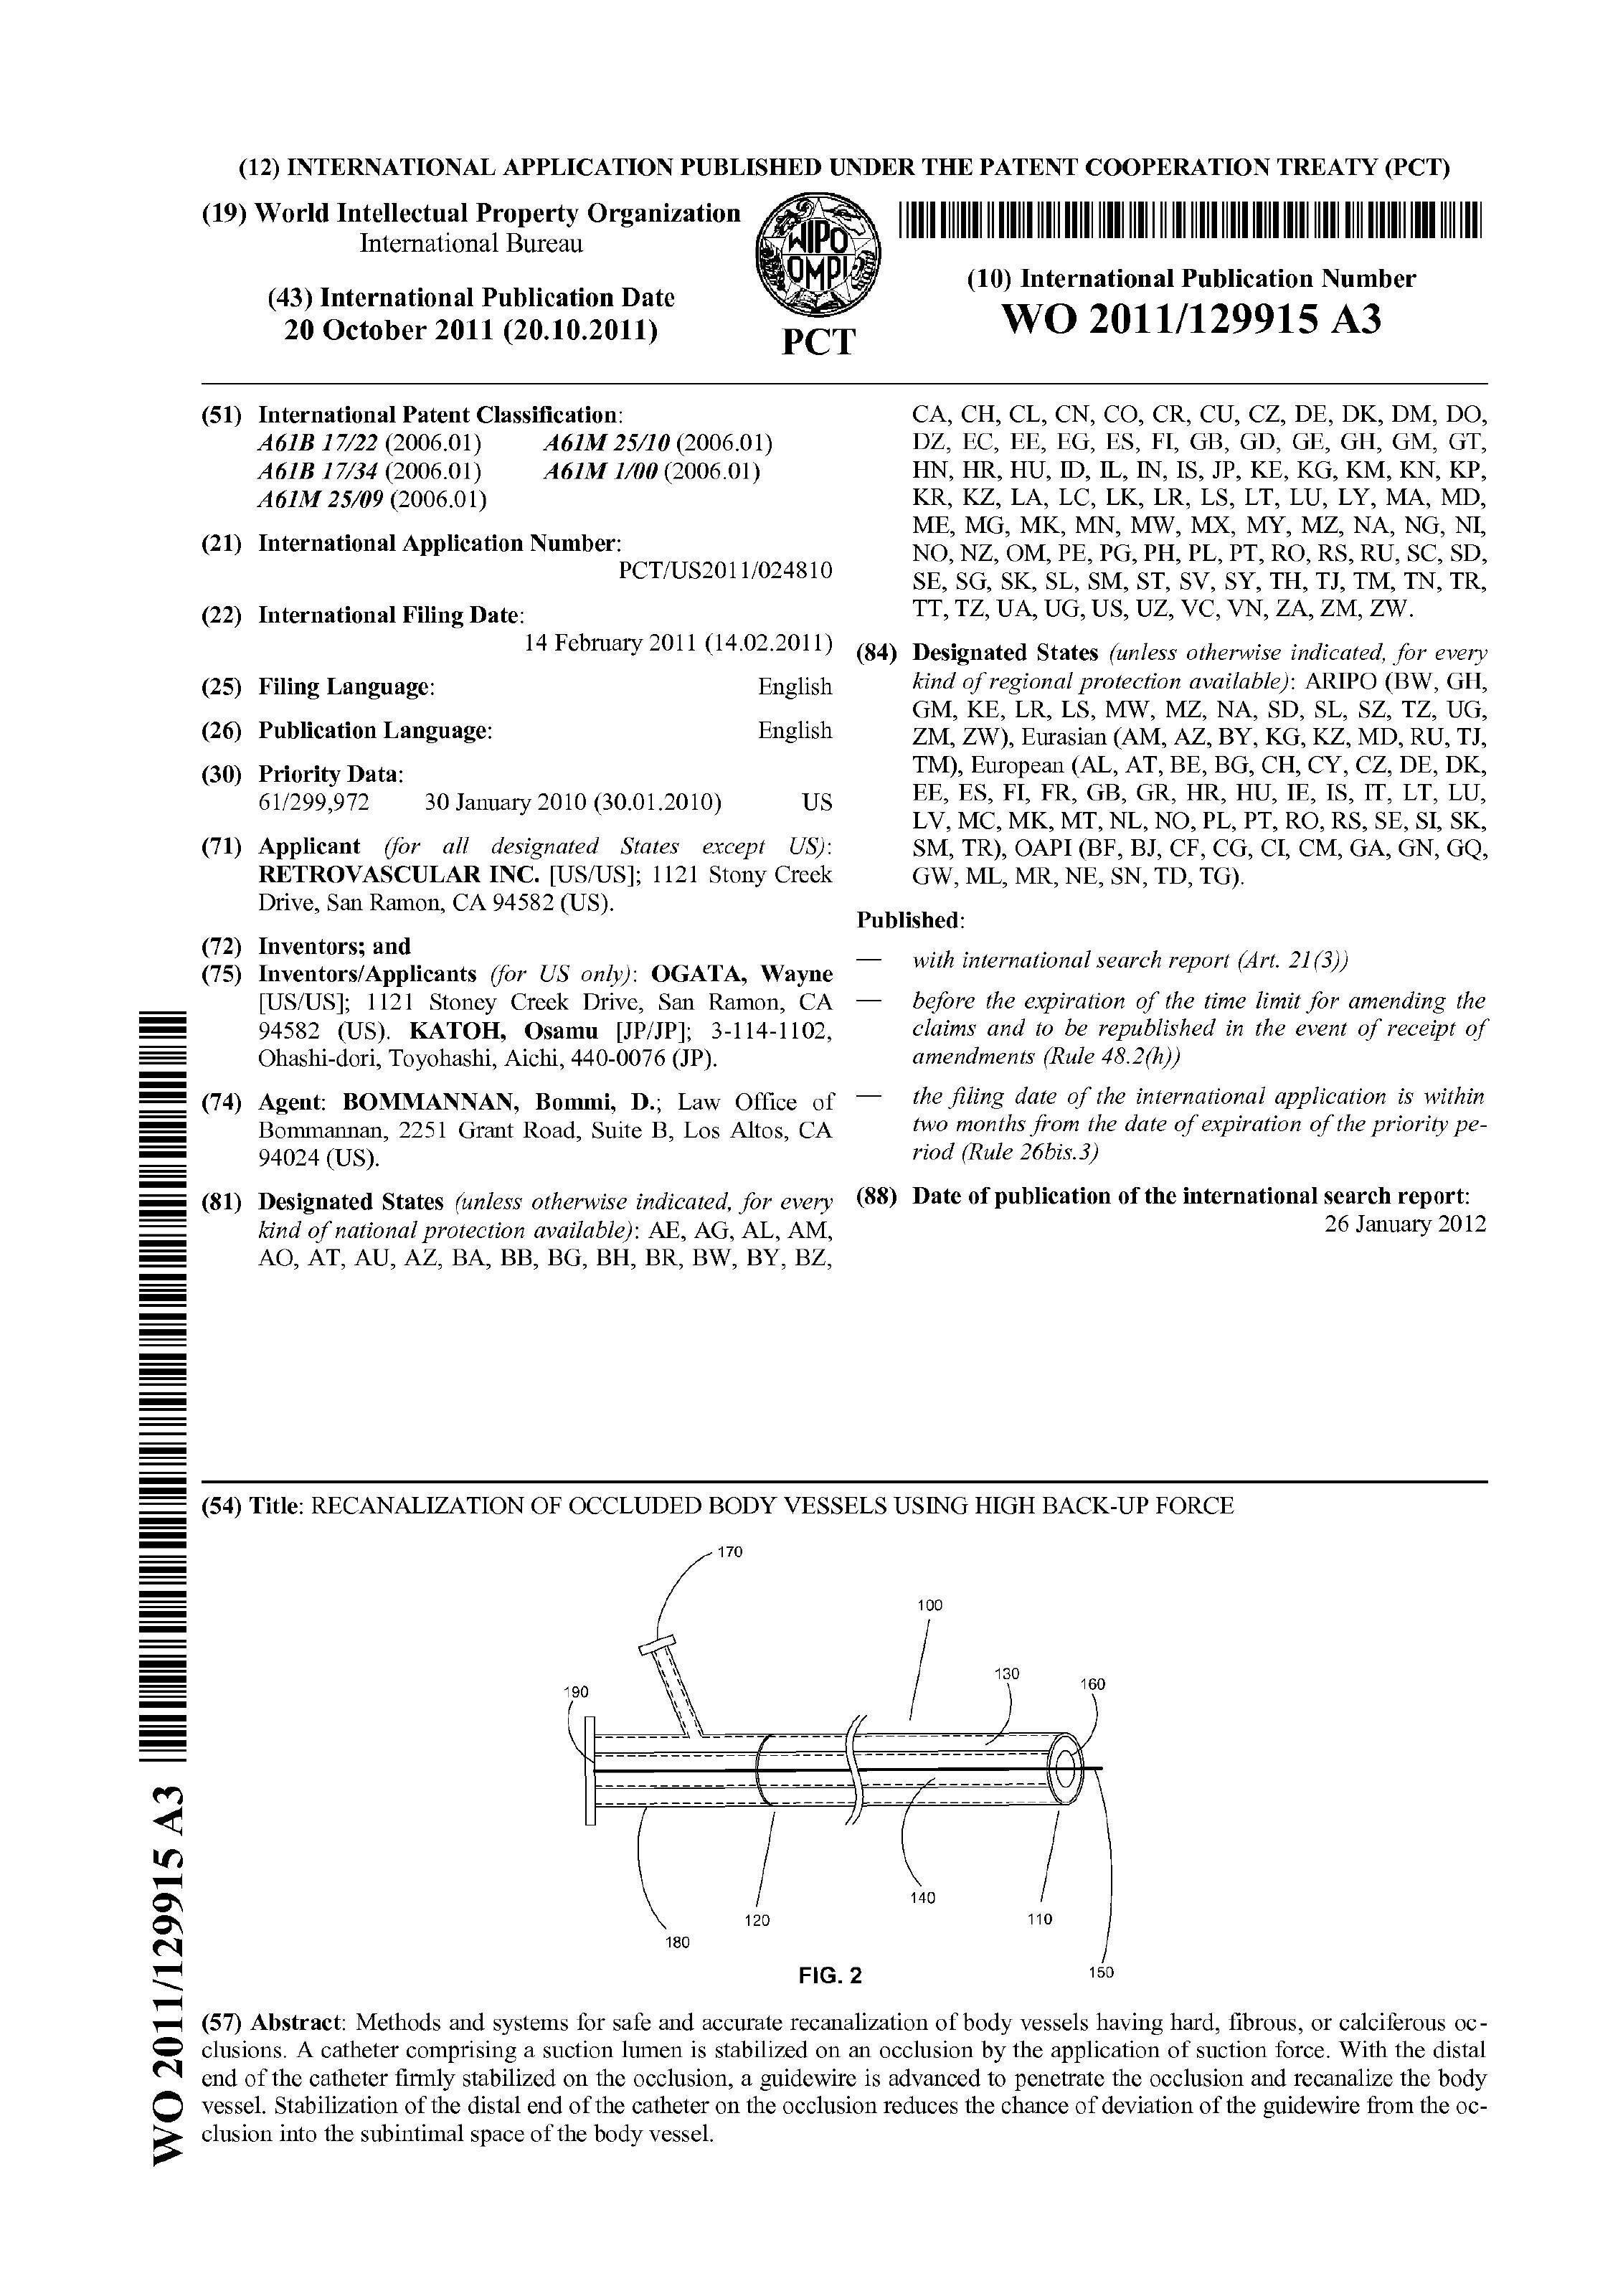 (12) INTERNATIONAL APPLICATION PUBLISHED UNDER THE PATENT COOPERATION TREATY (PCT)
(19) World Intellectual Property Organization
International Bureau
(43) International Publication Date
20 October 2011 (20.10.2011)
WIPO
OMPI
PCT
(10) International Publication Number
WO 2011/129915 A3
(51) International Patent Classification:
A61B 17/22 (2006.01) A61M 25/10 (2006.01)
A61B 17/34 (2006.01) A61M 1/00 (2006.01)
A61M 25/09 (2006.01)
(21) International Application Number:
PCT/US2011/024810
(22) International Filing Date:
14 February 2011 (14.02.2011)
(25) Filing Language: English
(26) Publication Language: English
(30) Priority Data:
61/299,972 30 January 2010 (30.01.2010) US
(71) Applicant (for all designated States except US):
RETROVASCULAR INC. [US/US]; 1121 Stony Creek
Drive, San Ramon, CA 94582 (US).
(72) Inventors; and
(75) Inventors/Applicants (for US only): OGATA, Wayne
[US/US]; 1121 Stoney Creek Drive, San Ramon, CA
94582 (US). KATOH, Osamu [JP/JP]; 3-114-1102,
Ohashi-dori, Toyohashi, Aichi, 440-0076 (JP).
(74) Agent: BOMMANNAN, Bommi, D.; Law Office of
Bommannan, 2251 Grant Road, Suite B, Los Altos, CA
94024 (US).
(81) Designated States (unless otherwise indicated, for every
kind of national protection available): AE, AG, AL, AM,
AO, AT, AU, AZ, BA, BB, BG, BH, BR, BW, BY, BZ,
CA, CH, CL, CN, CO, CR, CU, CZ, DE, DK, DM, DO,
DZ, EC, EE, EG, ES, FI, GB, GD, GE, GH, GM, GT,
HN, HR, HU, ID, IL, IN, IS, JP, KE, KG, KM, KN, KP,
KR, KZ, LA, LC, LK, LR, LS, LT, LU, LY, MA, MD,
ME, MG, MK, MN, MW, MX, MY, MZ, NA, NG, NI,
NO, NZ, OM, PE, PG, PH, PL, PT, RO, RS, RU, SC, SD,
SE, SG, SK, SL, SM, ST, SV, SY, TH, TJ, TM, TN, TR,
TT, TZ, UA, UG, US, UZ, VC, VN, ZA, ZM, ZW.
(84) Designated States (unless otherwise indicated, for every
kind of regional protection available): ARIPO (BW, GH,
GM, KE, LR, LS, MW, MZ, NA, SD, SL, SZ, TZ, UG,
ZM, ZW), Eurasian (AM, AZ, BY, KG, KZ, MD, RU, TJ,
TM), European (AL, AT, BE, BG, CH, CY, CZ, DE, DK,
EE, ES, FI, FR, GB, GR, HR, HU, IE, IS, IT, LT, LU,
LV, MC, MK, MT, NL, NO, PL, PT, RO, RS, SE, SI, SK,
SM, TR), OAPI (BF, BJ, CF, CG, CI, CM, GA, GN, GQ,
GW, ML, MR, NE, SN, TD, TG).
Published:
— with international search report (Art. 21(3))
— before the expiration of the time limit for amending the
claims and to be republished in the event of receipt of
amendments (Rule 48.2(h))
— the filing date of the international application is within
two months from the date of expiration of the priority pe-
riod (Rule 26bis.3)
(88) Date of publication of the international search report:
26 January 2012
(54) Title: RECANALIZATION OF OCCLUDED BODY VESSELS USING HIGH BACK-UP FORCE
170
100
130
160
190
140
120
110
180
150
FIG. 2
(57) Abstract: Methods and systems for safe and accurate recanalization of body vessels having hard, fibrous, or calciferous oc-
clusions. A catheter comprising a suction lumen is stabilized on an occlusion by the application of suction force. With the distal
end of the catheter firmly stabilized on the occlusion, a guidewire is advanced to penetrate the occlusion and recanalize the body
vessel. Stabilization of the distal end of the catheter on the occlusion reduces the chance of deviation of the guidewire from the oc-
clusion into the subintimal space of the body vessel.
WO 2011/129915 A3